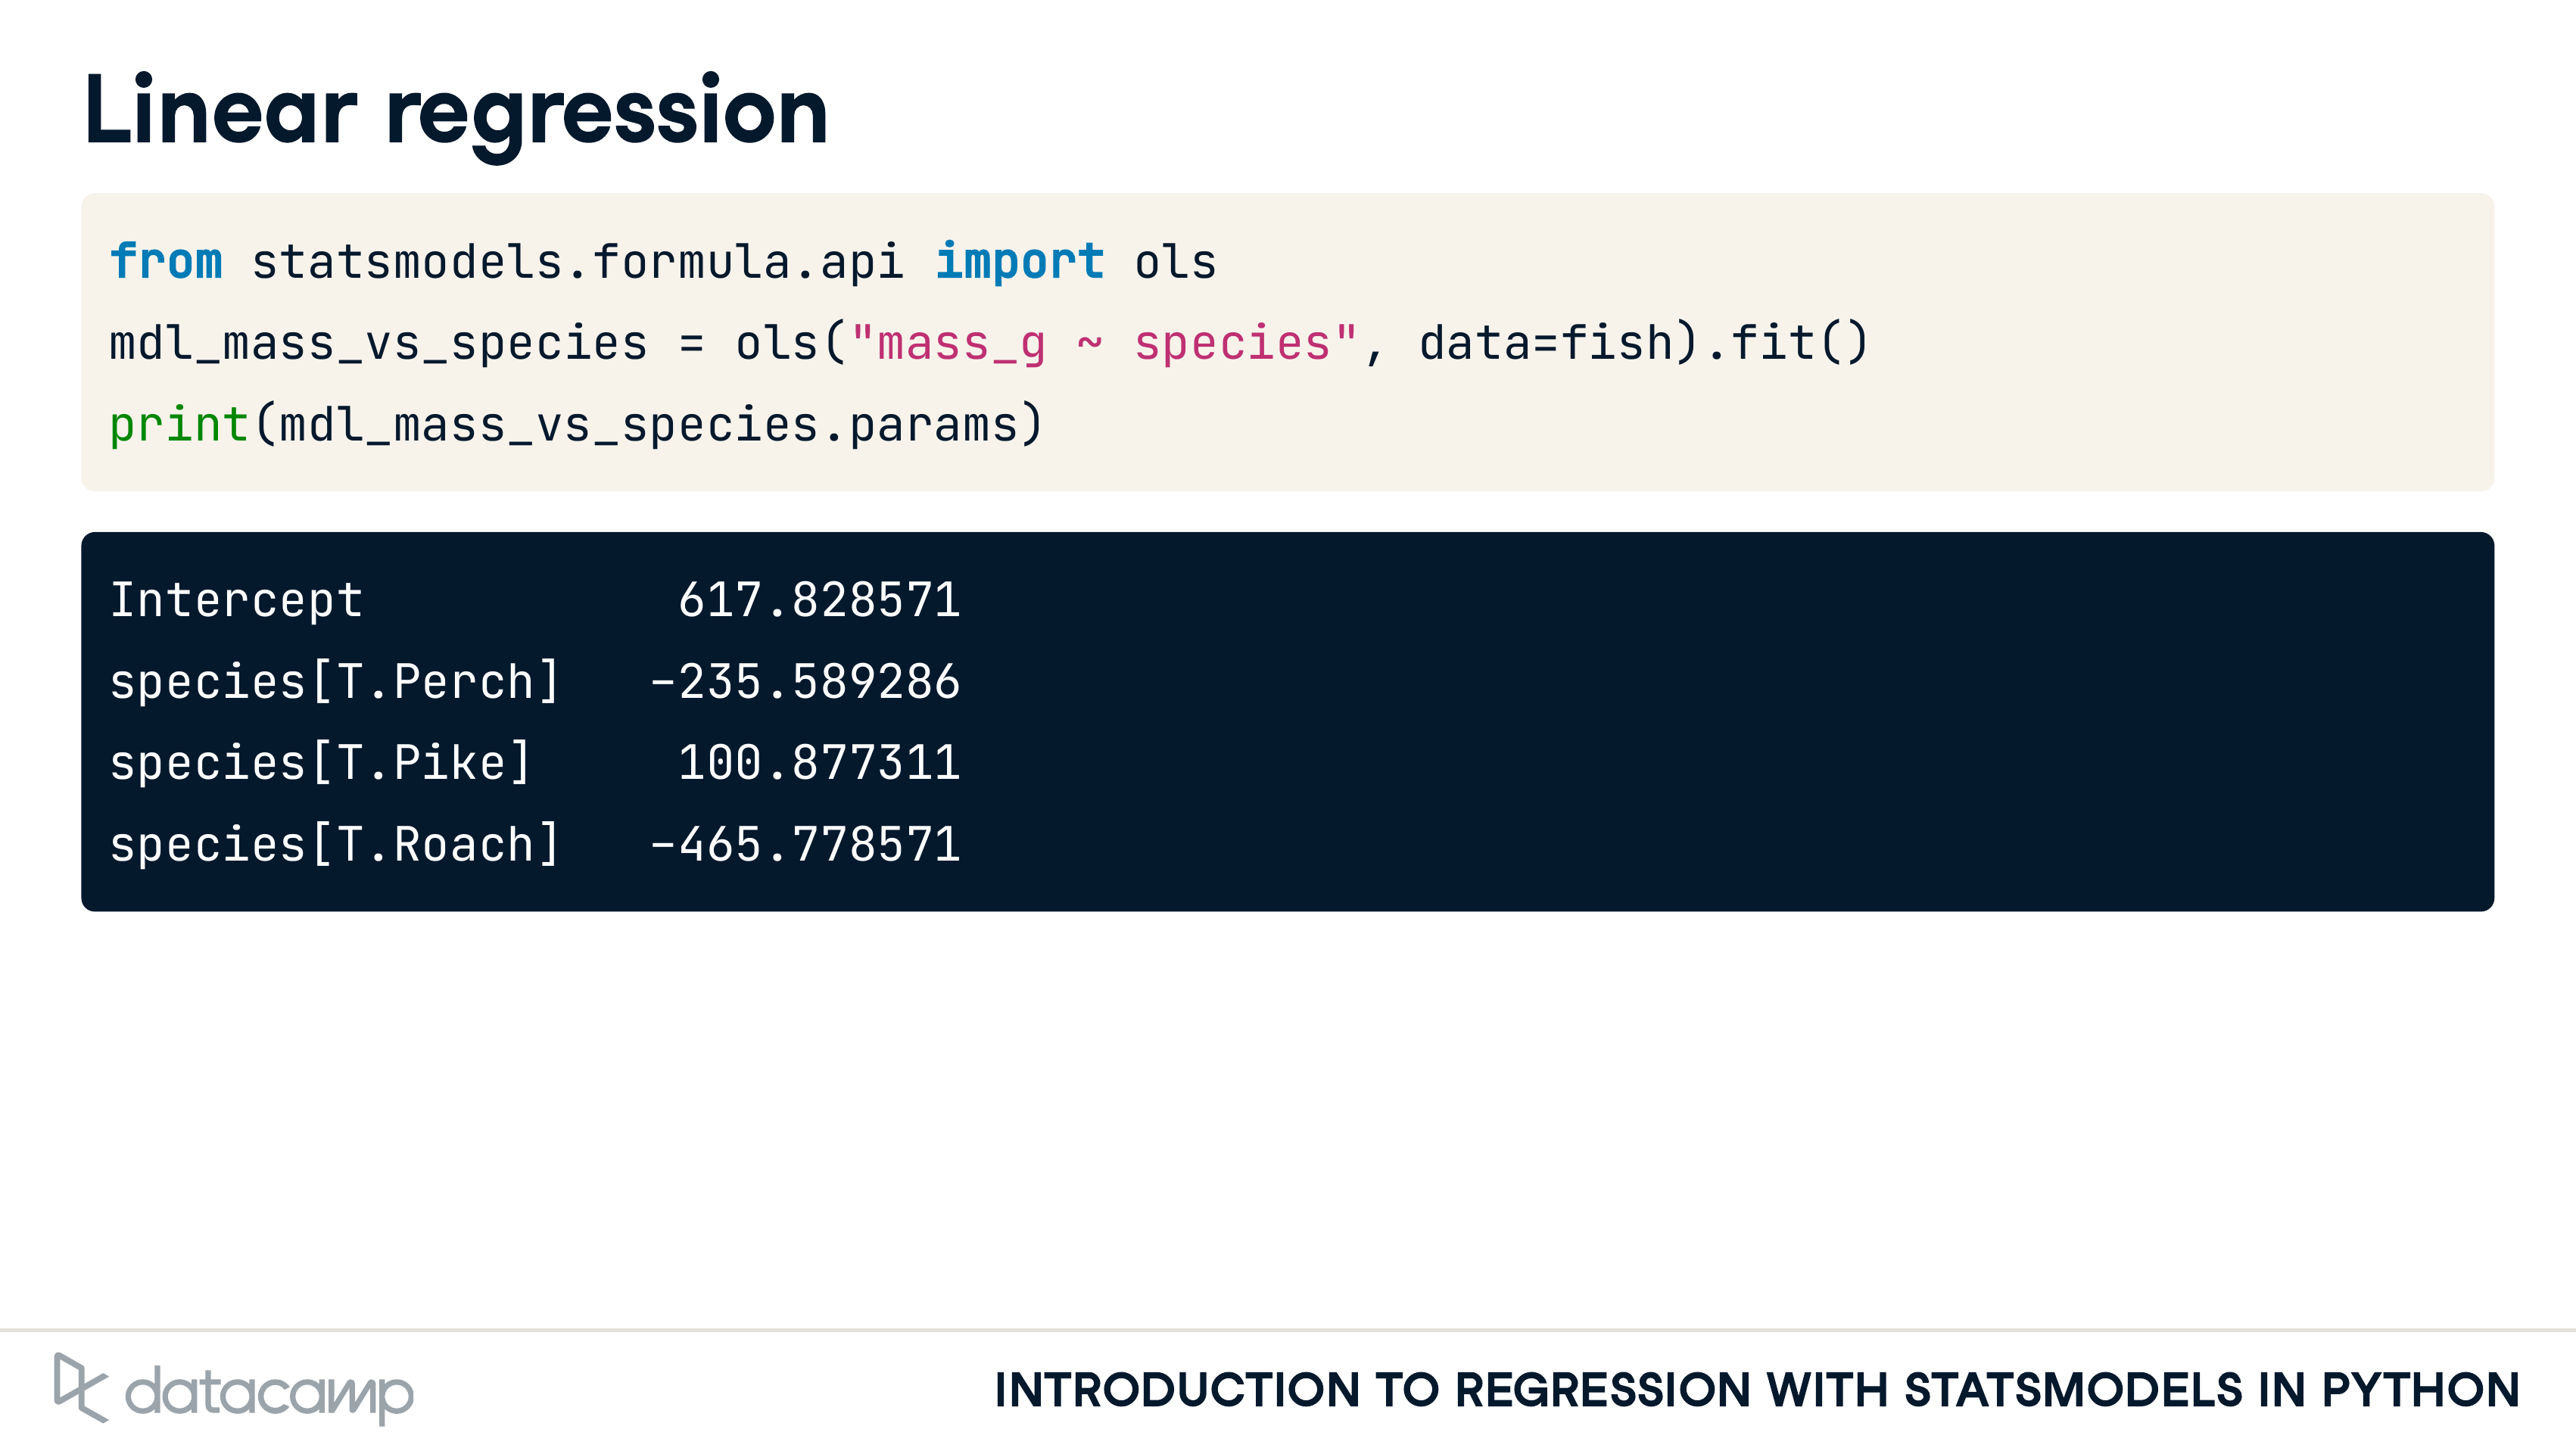 Linear regression
from statsmodels.formula.api import ols
mdl_mass_vs_species = ols("mass_g ~ species", data=fish).fit()
print(mdl_mass_vs_species.params)
Intercept           617.828571
species[T.Perch]   -235.589286
species[T.Pike]     100.877311
species[T.Roach]   -465.778571
datacamp
INTRODUCTION TO REGRESSION WITH STATSMODELS IN PYTHON